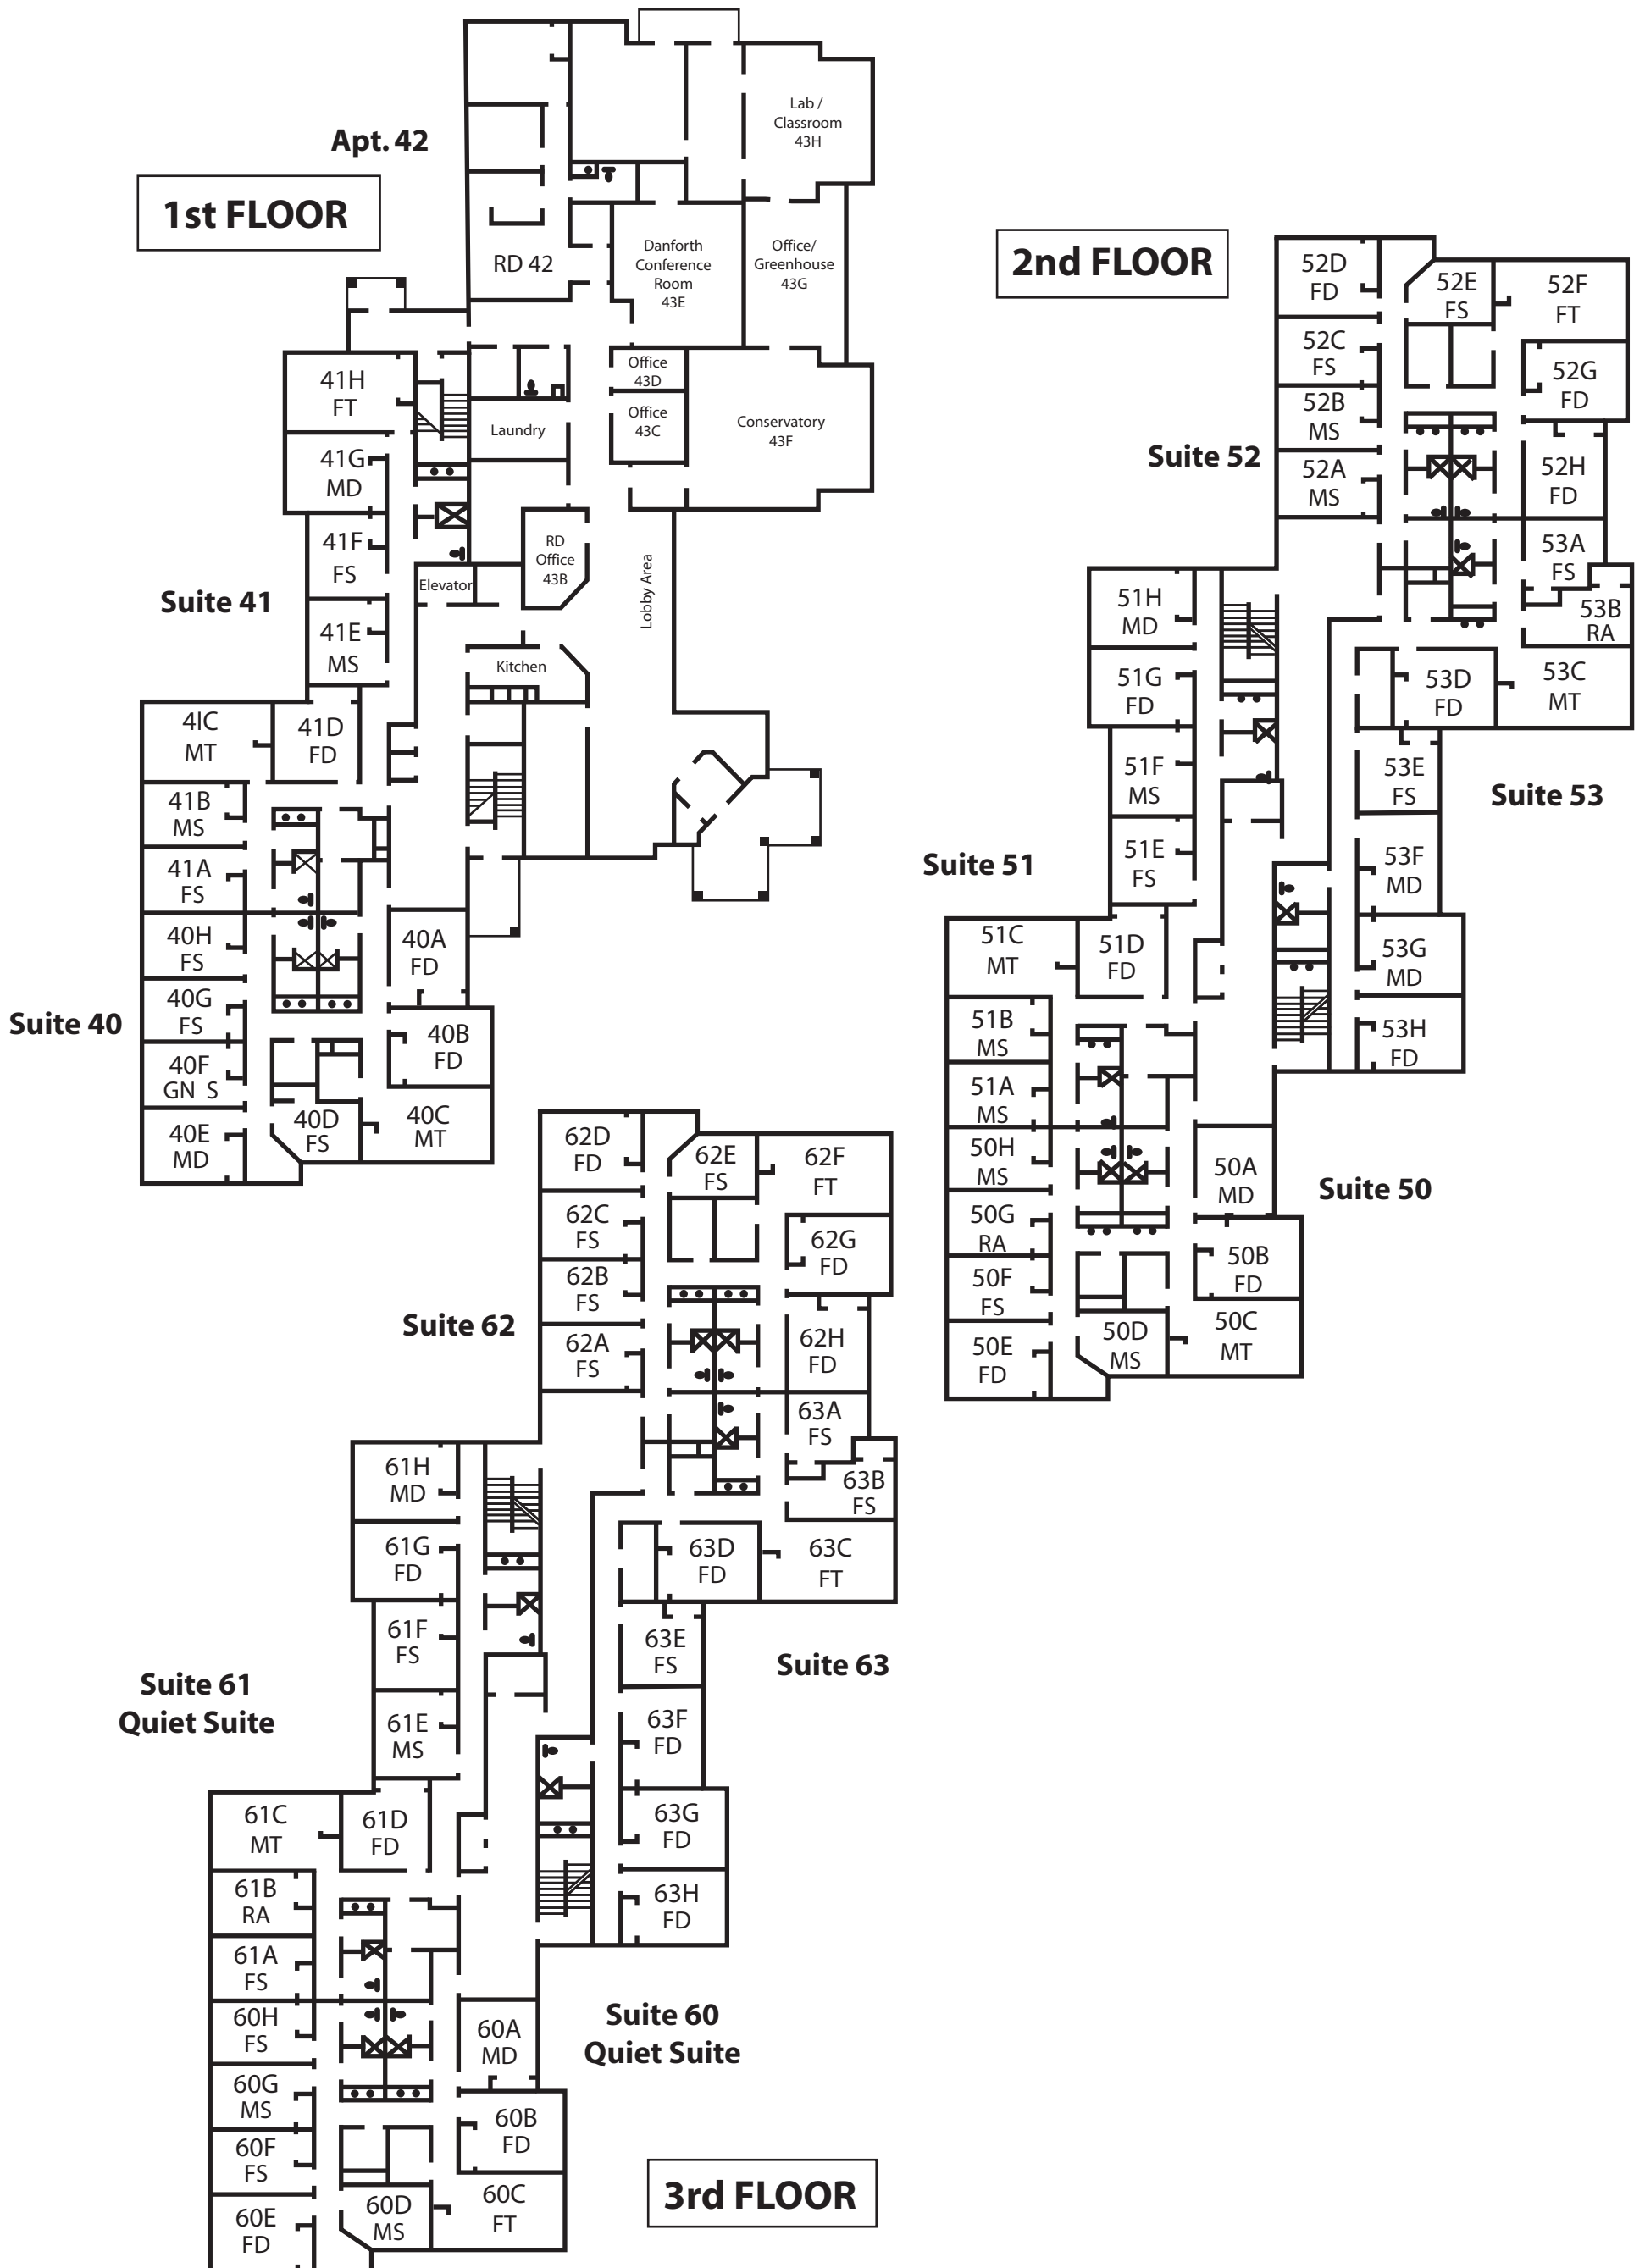 Apt. 42
1st FLOOR
Lab /
Classroom
43H
RD 42
Danforth
Conference
Room
43E
Office/
Greenhouse
43G
Office
43D
Office
43C
Conservatory
43F
Laundry
41H
FT
41G
MD
41F
FS
Suite 41
41E
MS
Elevator
RD
Office
43B
Lobby Area
Kitchen
4IC
MT
41D
FD
41B
MS
41A
FS
40H
FS
40A
FD
Suite 40
40G
FS
40B
FD
40F
GN S
40E
MD
40D
FS
40C
MT
2nd FLOOR
52D
FD
52E
FS
52F
FT
52C
FS
52G
FD
52B
MS
Suite 52
52A
MS
52H
FD
53A
FS
53B
RA
53C
MT
53D
FD
53E
FS
Suite 53
53F
MD
53G
MD
53H
FD
51H
MD
51G
FD
51F
MS
Suite 51
51E
FS
51C
MT
51D
FD
51B
MS
51A
MS
50H
MS
50A
MD
Suite 50
50G
RA
50B
FD
50F
FS
50E
FD
50D
MS
50C
MT
62D
FD
62E
FS
62F
FT
62C
FS
62G
FD
62B
FS
Suite 62
62A
FS
62H
FD
63A
FS
63B
FS
63D
FD
63C
FT
63E
FS
Suite 63
63F
FD
63G
FD
63H
FD
61H
MD
61G
FD
61F
FS
Suite 61
Quiet Suite
61E
MS
61C
MT
61D
FD
61B
RA
61A
FS
60H
FS
60A
MD
Suite 60
Quiet Suite
60G
MS
60B
FD
60F
FS
60E
FD
60D
MS
60C
FT
3rd FLOOR